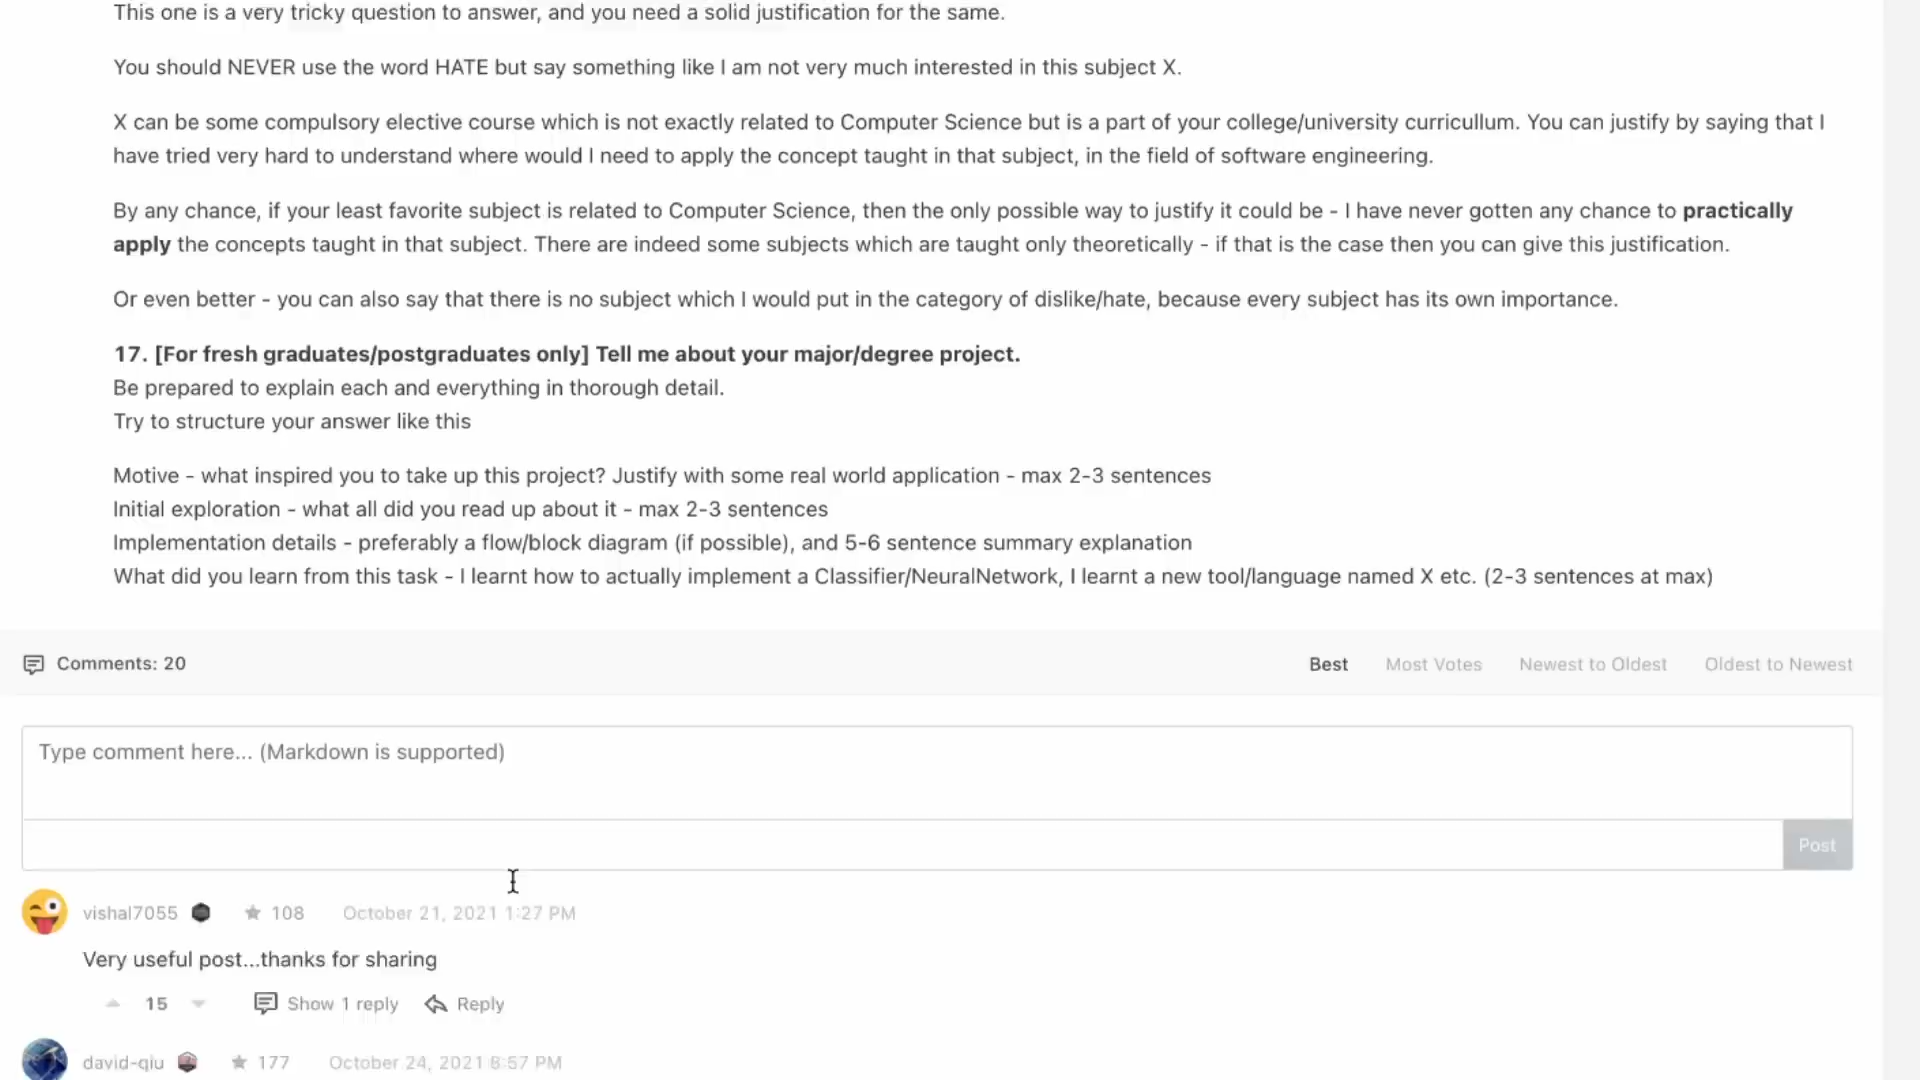 This one is a very tricky question to answer, and you need a solid justification for the same.
You should NEVER use the word HATE but say something like I am not very much interested in this subject X.
X can be some compulsory elective course which is not exactly related to Computer Science but is a part of your college/university curricullum. You can justify by saying that I
have tried very hard to understand where would I need to apply the concept taught in that subject, in the field of software engineering.
By any chance, if your least favorite subject is related to Computer Science, then the only possible way to justify it could be - I have never gotten any chance to practically
apply the concepts taught in that subject. There are indeed some subjects which are taught only theoretically - if that is the case then you can give this justification.
Or even better - you can also say that there is no subject which I would put in the category of dislike/hate, because every subject has its own importance.
17. [For fresh graduates/postgraduates only] Tell me about your major/degree project.
Be prepared to explain each and everything in thorough detail.
Try to structure your answer like this
Motive - what inspired you to take up this project? Justify with some real world application - max 2-3 sentences
Initial exploration - what all did you read up about it - max 2-3 sentences
Implementation details - preferably a flow/block diagram (if possible), and 5-6 sentence summary explanation
What did you learn from this task - I learnt how to actually implement a Classifier/NeuralNetwork, I learnt a new tool/language named X etc. (2-3 sentences at max)
Comments: 20 Best Most Votes Newest to Oldest Oldest to Newest
Type comment here... (Markdown is supported)
Post
vishal7055 108 October 21, 2021 1:27 PM
Very useful post...thanks for sharing
15 Show 1 reply Reply
david-qiu 177 October 24, 2021 8:57 PM